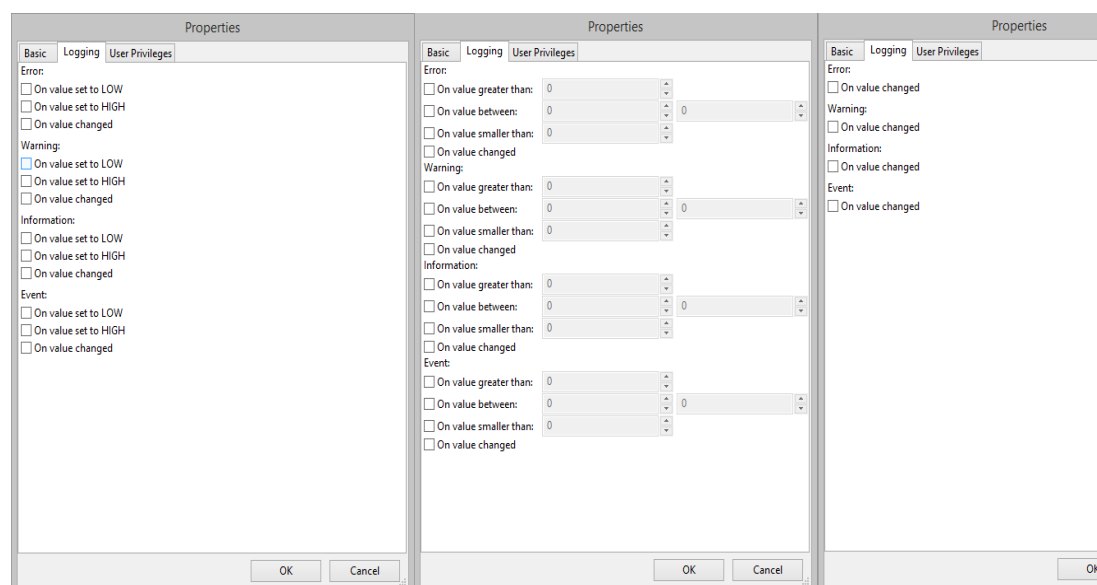 Properties
Basic Logging User Privileges
Error:
On value set to LOW
On value set to HIGH
On value changed
Warning:
On value set to LOW
On value set to HIGH
On value changed
Information:
On value set to LOW
On value set to HIGH
On value changed
Event:
On value set to LOW
On value set to HIGH
On value changed
OK Cancel
Properties
Basic Logging User Privileges
Error:
On value greater than: 0
On value between: 0 0
On value smaller than: 0
On value changed
Warning:
On value greater than: 0
On value between: 0 0
On value smaller than: 0
On value changed
Information:
On value greater than: 0
On value between: 0 0
On value smaller than: 0
On value changed
Event:
On value greater than: 0
On value between: 0 0
On value smaller than: 0
On value changed
OK Cancel
Properties
Basic Logging User Privileges
Error:
On value changed
Warning:
On value changed
Information:
On value changed
Event:
On value changed
OK